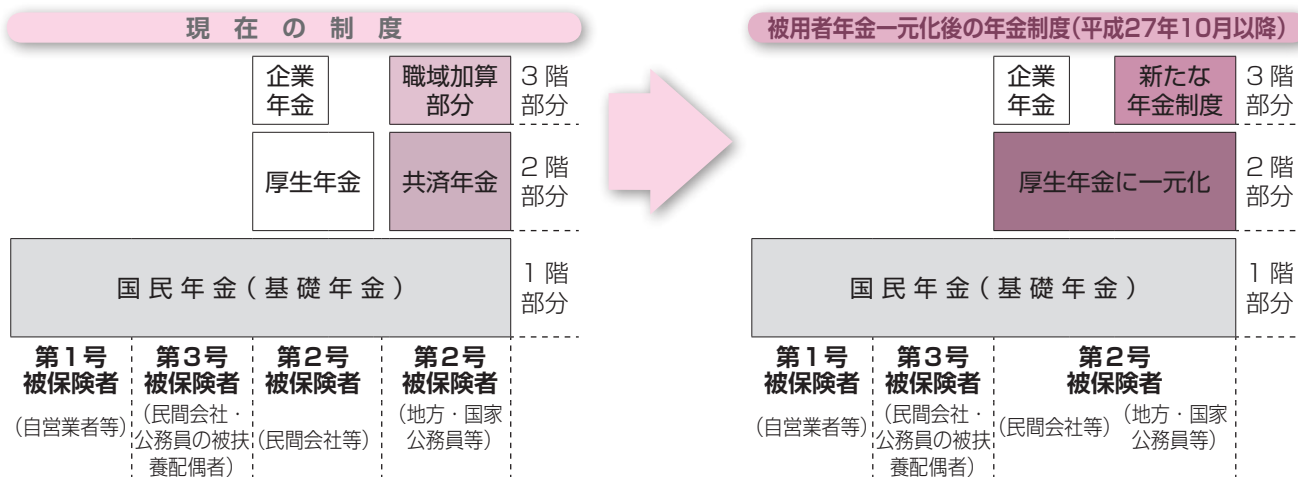 現在の制度
企業
年金
職域加算
部分
3階
部分
厚生年金
共済年金
2階
部分
国民年金(基礎年金)
1階
部分
第1号
被保険者
(自営業者等)
第3号
被保険者
(民間会社・
公務員の被扶
養配偶者)
第2号
被保険者
(民間会社等)
第2号
被保険者
(地方・国家
公務員等)
被用者年金一元化後の年金制度(平成27年10月以降)
企業
年金
新たな
年金制度
3階
部分
厚生年金に一元化
2階
部分
国民年金(基礎年金)
1階
部分
第1号
被保険者
(自営業者等)
第3号
被保険者
(民間会社・
公務員の被扶
養配偶者)
第2号
被保険者
(民間会社等)
(地方・国家
公務員等)